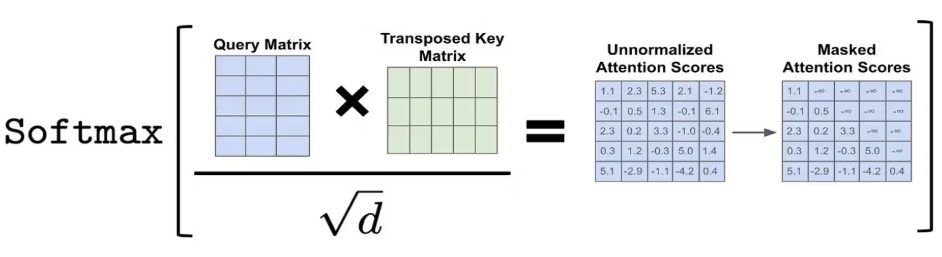 Softmax
Query Matrix
×
Transposed Key
Matrix
√d
=
Unnormalized
Attention Scores
1.1 2.3 5.3 2.1 -1.2
-0.1 0.5 1.3 -0.1 6.1
2.3 0.2 3.3 -1.0 -0.4
0.3 1.2 -0.3 5.0 1.4
5.1 -2.9 -1.1 -4.2 0.4
Masked
Attention Scores
1.1 -∞ -∞ -∞ -∞
-0.1 0.5 -∞ -∞ -∞
2.3 0.2 3.3 -∞ -∞
0.3 1.2 -0.3 5.0 -∞
5.1 -2.9 -1.1 -4.2 0.4